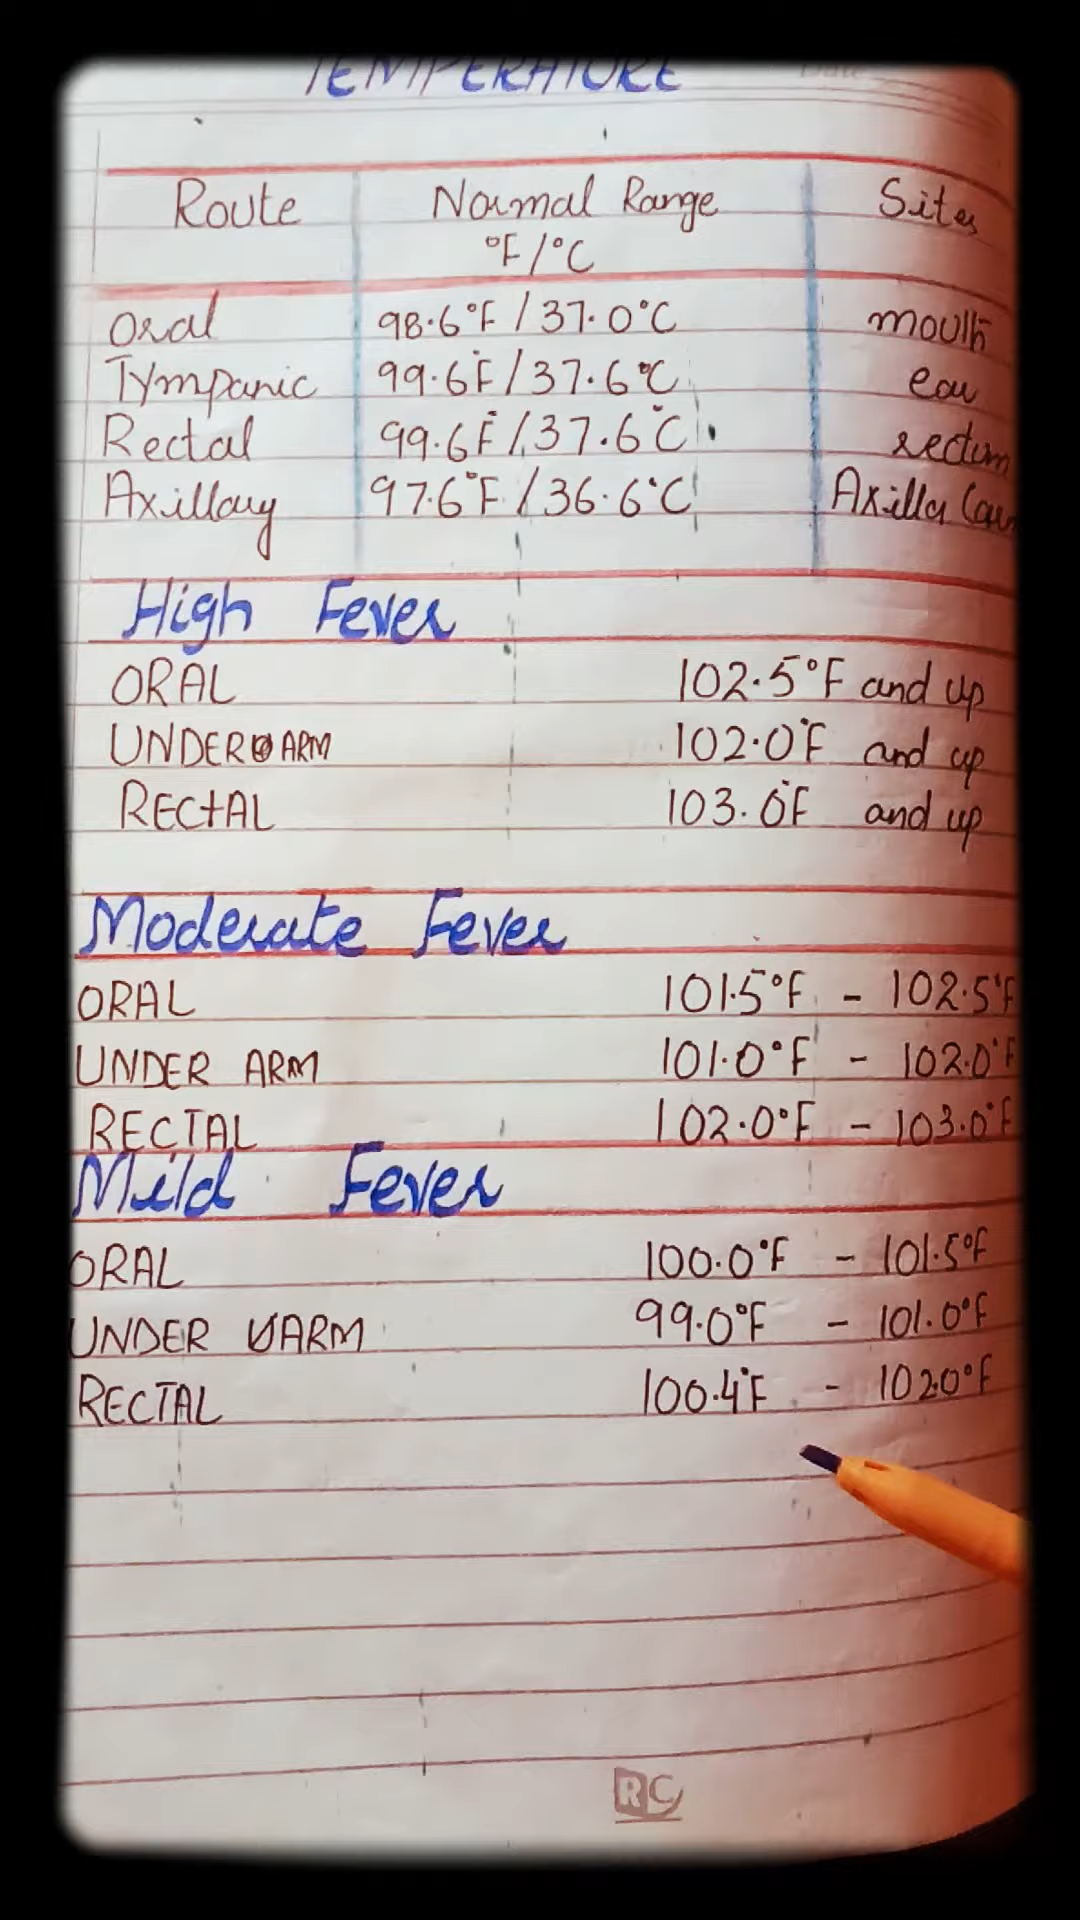 TEMPERATURE
Date
Route Normal Range Sites
°F/°C
Oral 98.6°F / 37.0°C mouth
Tympanic 99.6°F/37.6°C ear
Rectal 99.6°F/37.6°C rectum
Axillary 97.6°F/36.6°C Axilla
High Fever
ORAL 102.5°F and up
UNDER ARM 102.0°F and up
RECTAL 103.0°F and up
Moderate Fever
ORAL 101.5°F - 102.5°F
UNDER ARM 101.0°F - 102.0°F
RECTAL 102.0°F - 103.0°F
Mild Fever
ORAL 100.0°F - 101.5°F
UNDER ARM 99.0°F - 101.0°F
RECTAL 100.4°F - 102.0°F
RC